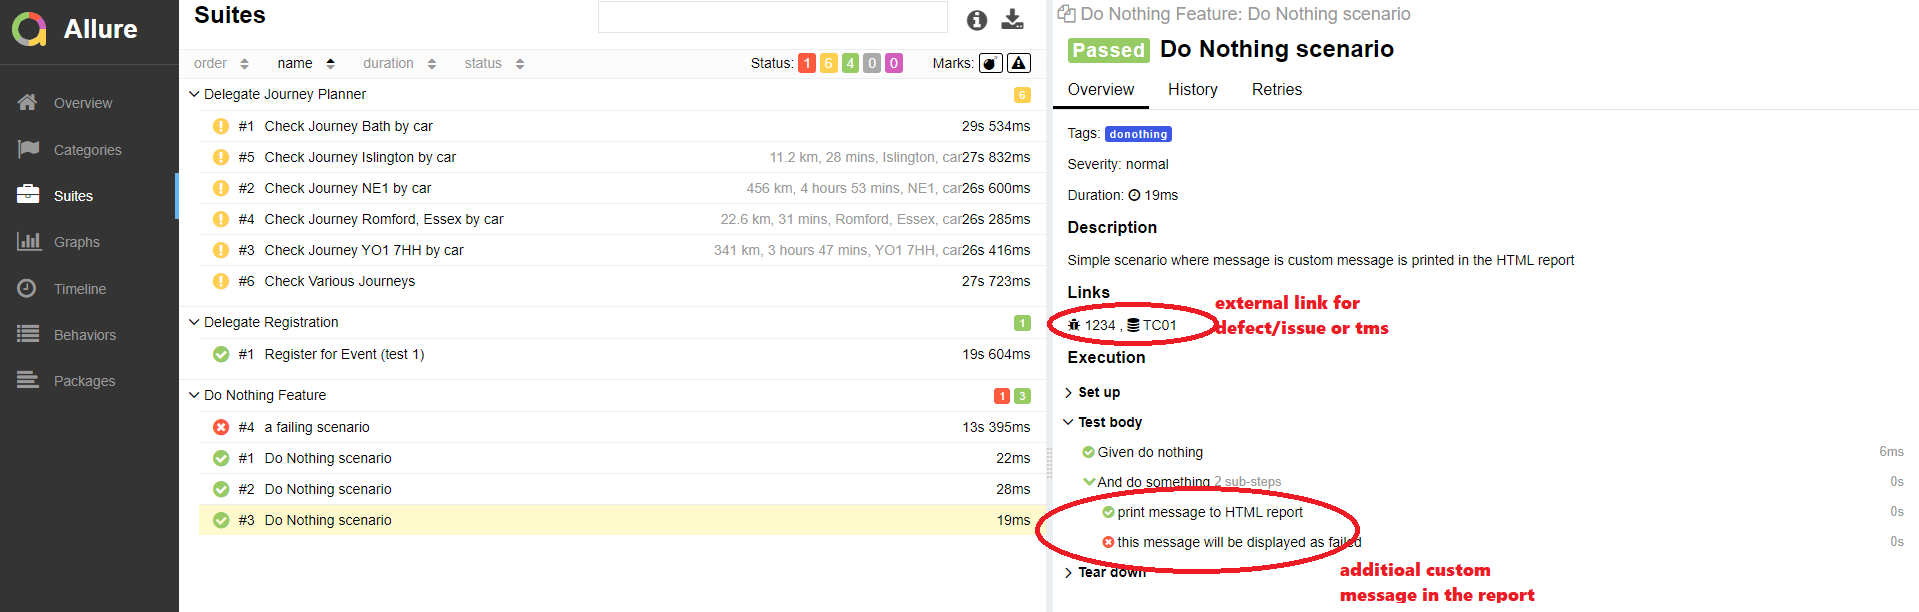 Allure
Overview
Categories
Suites
Graphs
Timeline
Behaviors
Packages
Suites
order name duration status Status: 1 6 4 0 0 Marks:
Delegate Journey Planner 6
#1 Check Journey Bath by car 29s 534ms
#5 Check Journey Islington by car 11.2 km, 28 mins, Islington, car 27s 832ms
#2 Check Journey NE1 by car 456 km, 4 hours 53 mins, NE1, car 26s 600ms
#4 Check Journey Romford, Essex by car 22.6 km, 31 mins, Romford, Essex, car 26s 285ms
#3 Check Journey YO1 7HH by car 341 km, 3 hours 47 mins, YO1 7HH, car 26s 416ms
#6 Check Various Journeys 27s 723ms
Delegate Registration 1
#1 Register for Event (test 1) 19s 604ms
Do Nothing Feature 1 3
#4 a failing scenario 13s 395ms
#1 Do Nothing scenario 22ms
#2 Do Nothing scenario 28ms
#3 Do Nothing scenario 19ms
Do Nothing Feature: Do Nothing scenario
Passed Do Nothing scenario
Overview History Retries
Tags: donothing
Severity: normal
Duration: 19ms
Description
Simple scenario where message is custom message is printed in the HTML report
Links
1234 , TC01
external link for
defect/issue or tms
Execution
Set up
Test body
Given do nothing 6ms
And do something 2 sub-steps 0s
print message to HTML report 0s
this message will be displayed as failed 0s
Tear down
additioal custom
message in the report